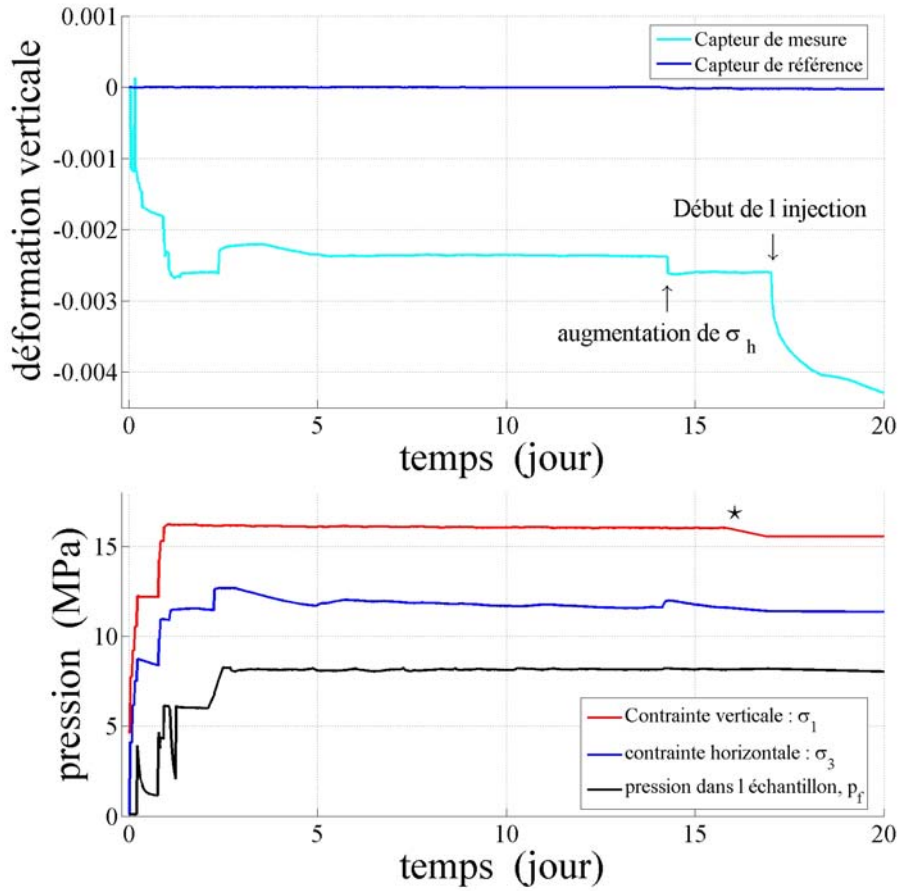 0.001
0
-0.001
-0.002
-0.003
-0.004
déformation verticale
Capteur de mesure
Capteur de référence
Début de l injection
↓
↑
augmentation de σ h
0 5 10 15 20
temps (jour)
15
10
5
0
pression (MPa)
★
Contrainte verticale : σ1
contrainte horizontale : σ3
pression dans l échantillon, pf
0 5 10 15 20
temps (jour)